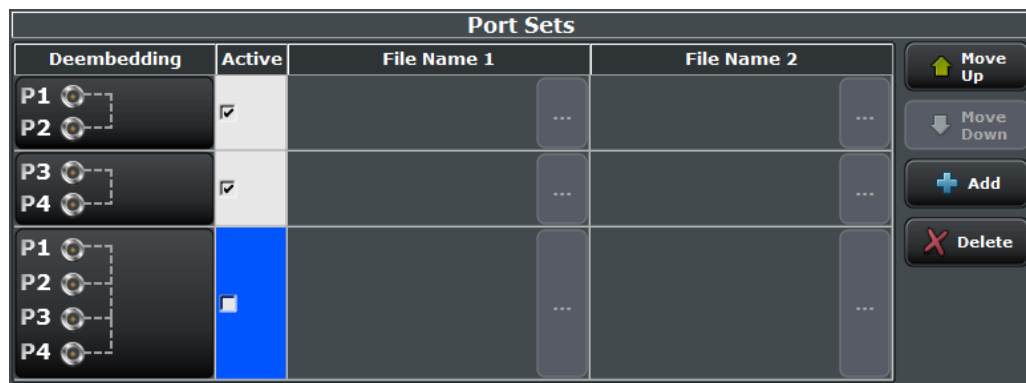 Port Sets
Deembedding Active File Name 1 File Name 2
P1
P2
... ...
P3
P4
... ...
P1
P2
P3
P4
... ...
Move Up
Move Down
Add
Delete